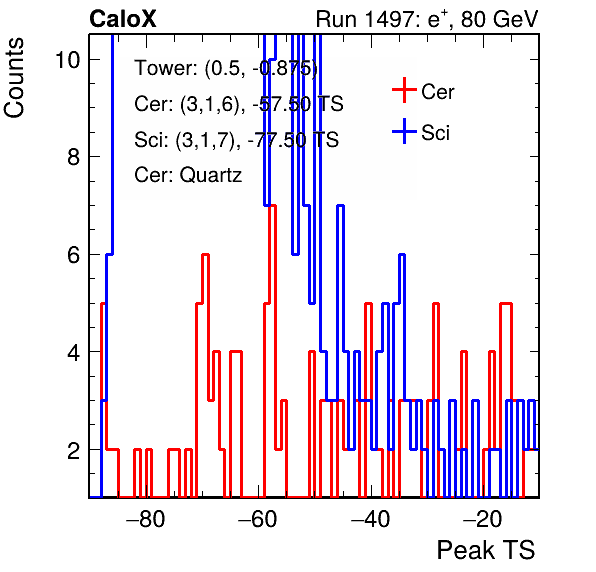 CaloX
Run 1497: e+, 80 GeV
Counts
Tower: (0.5, -0.875)
Cer: (3,1,6), -57.50 TS
Sci: (3,1,7), -77.50 TS
Cer: Quartz
Cer
Sci
10
8
6
4
2
−80
−60
−40
−20
Peak TS